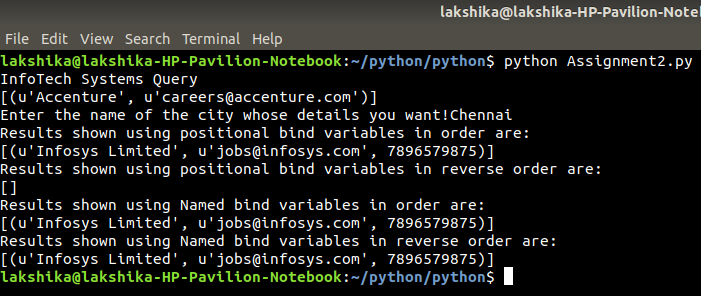 lakshika@lakshika-HP-Pavilion-Note
File Edit View Search Terminal Help
lakshika@lakshika-HP-Pavilion-Notebook:~/python/python$ python Assignment2.py
InfoTech Systems Query
[(u'Accenture', u'careers@accenture.com')]
Enter the name of the city whose details you want!Chennai
Results shown using positional bind variables in order are:
[(u'Infosys Limited', u'jobs@infosys.com', 7896579875)]
Results shown using positional bind variables in reverse order are:
[]
Results shown using Named bind variables in order are:
[(u'Infosys Limited', u'jobs@infosys.com', 7896579875)]
Results shown using Named bind variables in reverse order are:
[(u'Infosys Limited', u'jobs@infosys.com', 7896579875)]
lakshika@lakshika-HP-Pavilion-Notebook:~/python/python$